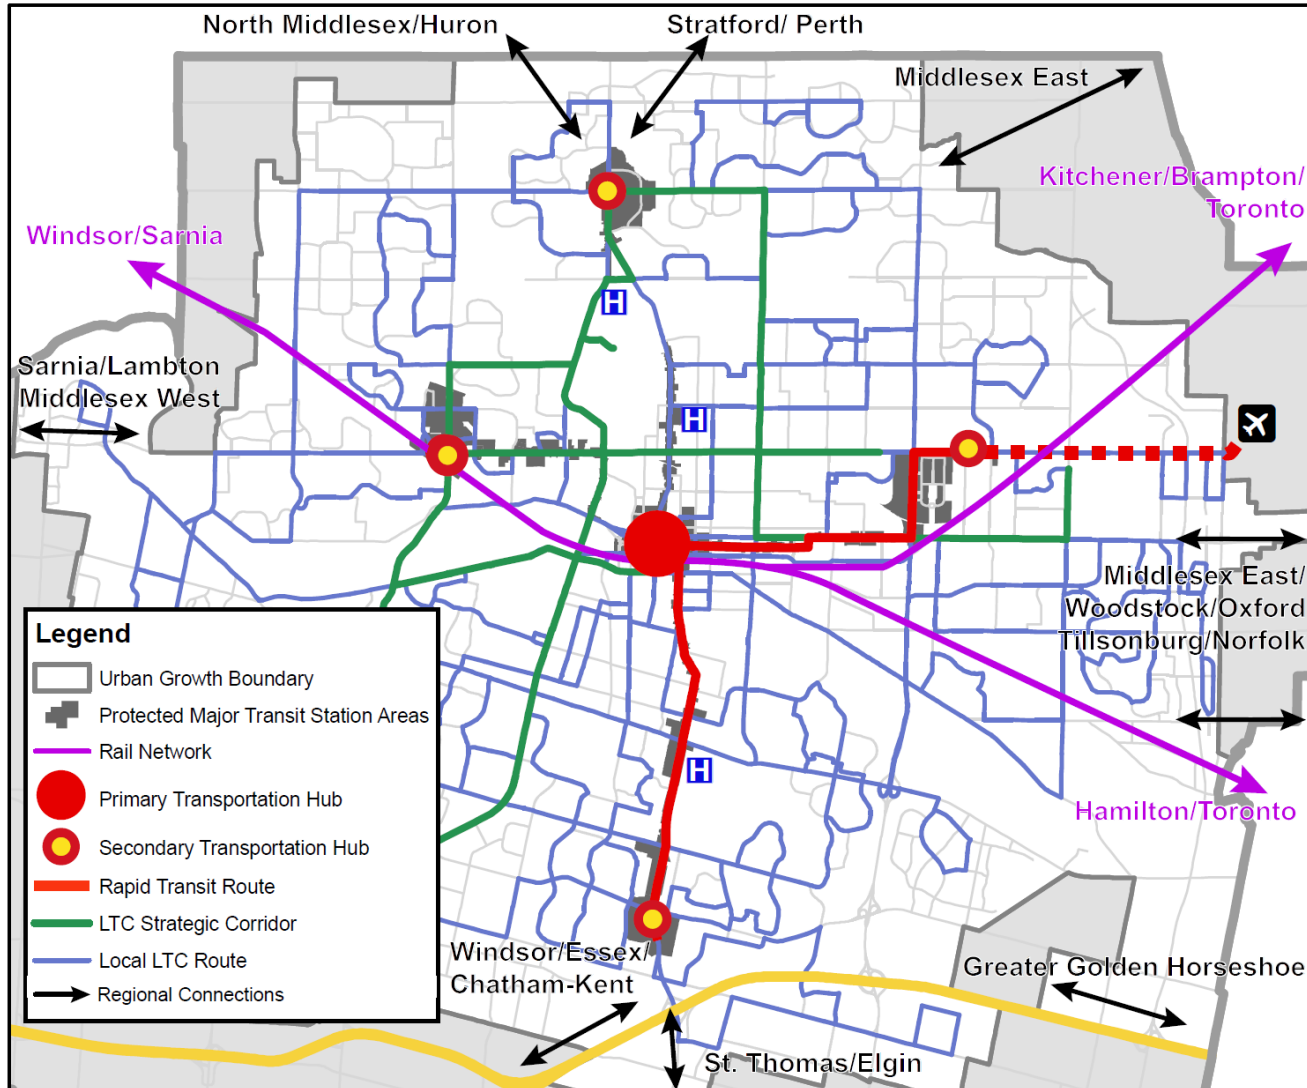 North Middlesex/Huron
Stratford/ Perth
Middlesex East
Kitchener/Brampton/
Toronto
Windsor/Sarnia
H
Sarnia/Lambton
Middlesex West
H
Middlesex East/
Woodstock/Oxford
Tillsonburg/Norfolk
Legend
Urban Growth Boundary
Protected Major Transit Station Areas
Rail Network
Primary Transportation Hub
Secondary Transportation Hub
Rapid Transit Route
LTC Strategic Corridor
Local LTC Route
Regional Connections
H
Hamilton/Toronto
Windsor/Essex/
Chatham-Kent
Greater Golden Horseshoe
St. Thomas/Elgin